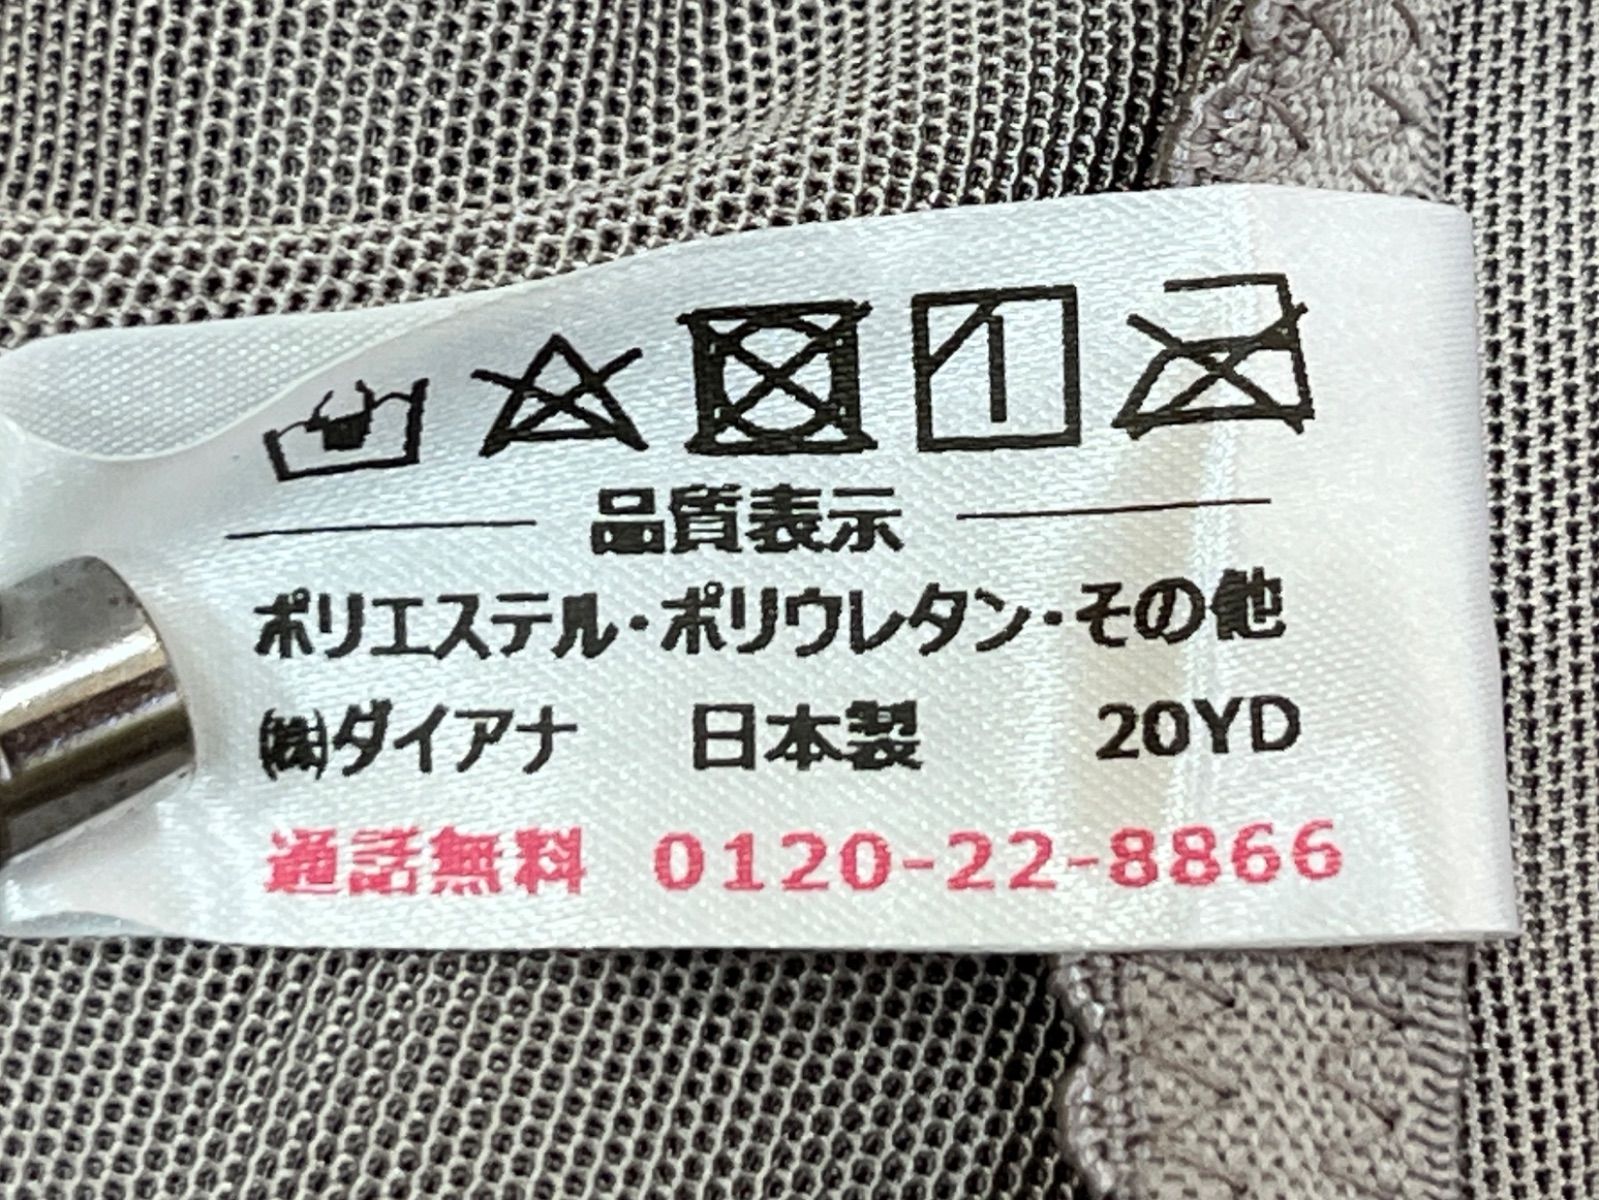 品質表示
ポリエステル・ポリウレタン・その他
㈱ダイアナ 日本製 20YD
通話無料 0120-22-8866